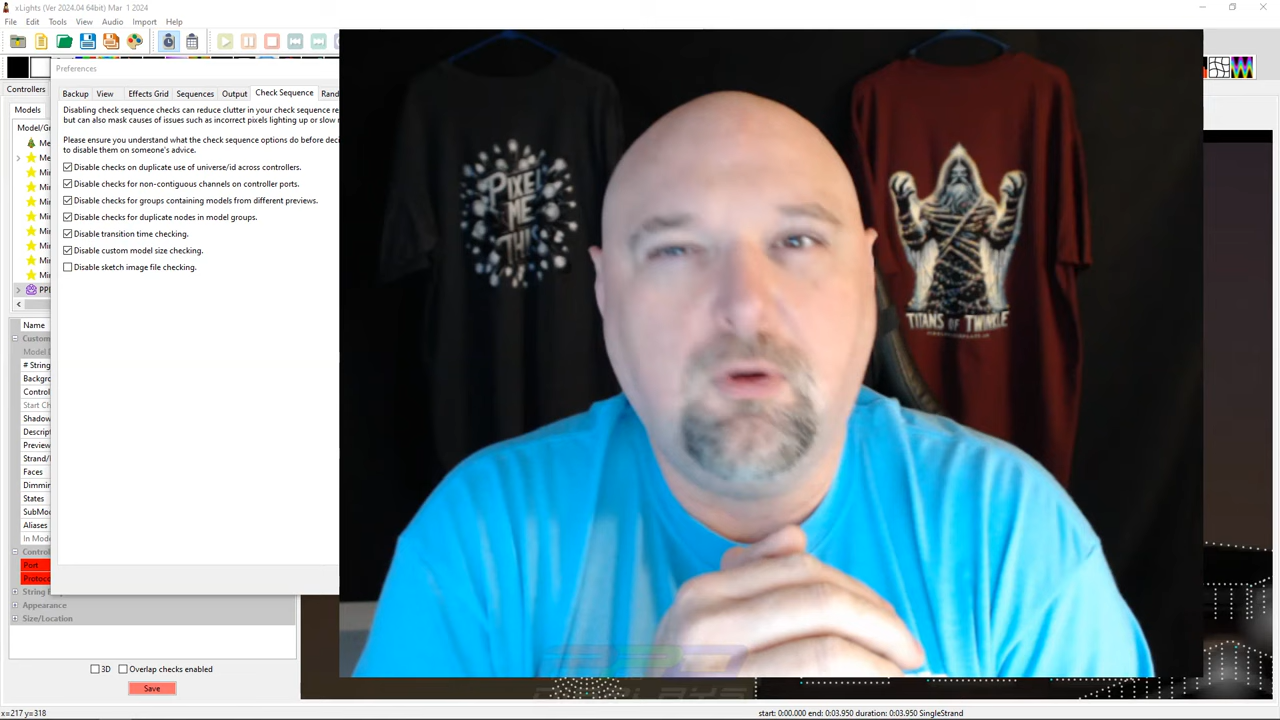 xLights (Ver 2024.04 64bit) Mar 1 2024
File Edit Tools View Audio Import Help
Preferences
Controllers
Backup View Effects Grid Sequences Output Check Sequence
Models
Disabling check sequence checks can reduce clutter in your check sequence
but can also mask causes of issues such as incorrect pixels lighting up or slow
Please ensure you understand what the check sequence options do before
to disable them on someone's advice.
Disable checks on duplicate use of universe/id across controllers.
Disable checks for non-contiguous channels on controller ports.
Disable checks for groups containing models from different previews.
Disable checks for duplicate nodes in model groups.
Disable transition time checking.
Disable custom model size checking.
Disable sketch image file checking.
PIXEL
ME
THI
TITANS OF TWINKLE
Name
# String
Shadow
Preview
Strand/
Faces
States
Aliases
Port
Appearance
Size/Location
3D Overlap checks enabled
Save
x=217 y=318
start: 0:00.000 end: 0:03.950 duration: 0:03.950 SingleStrand